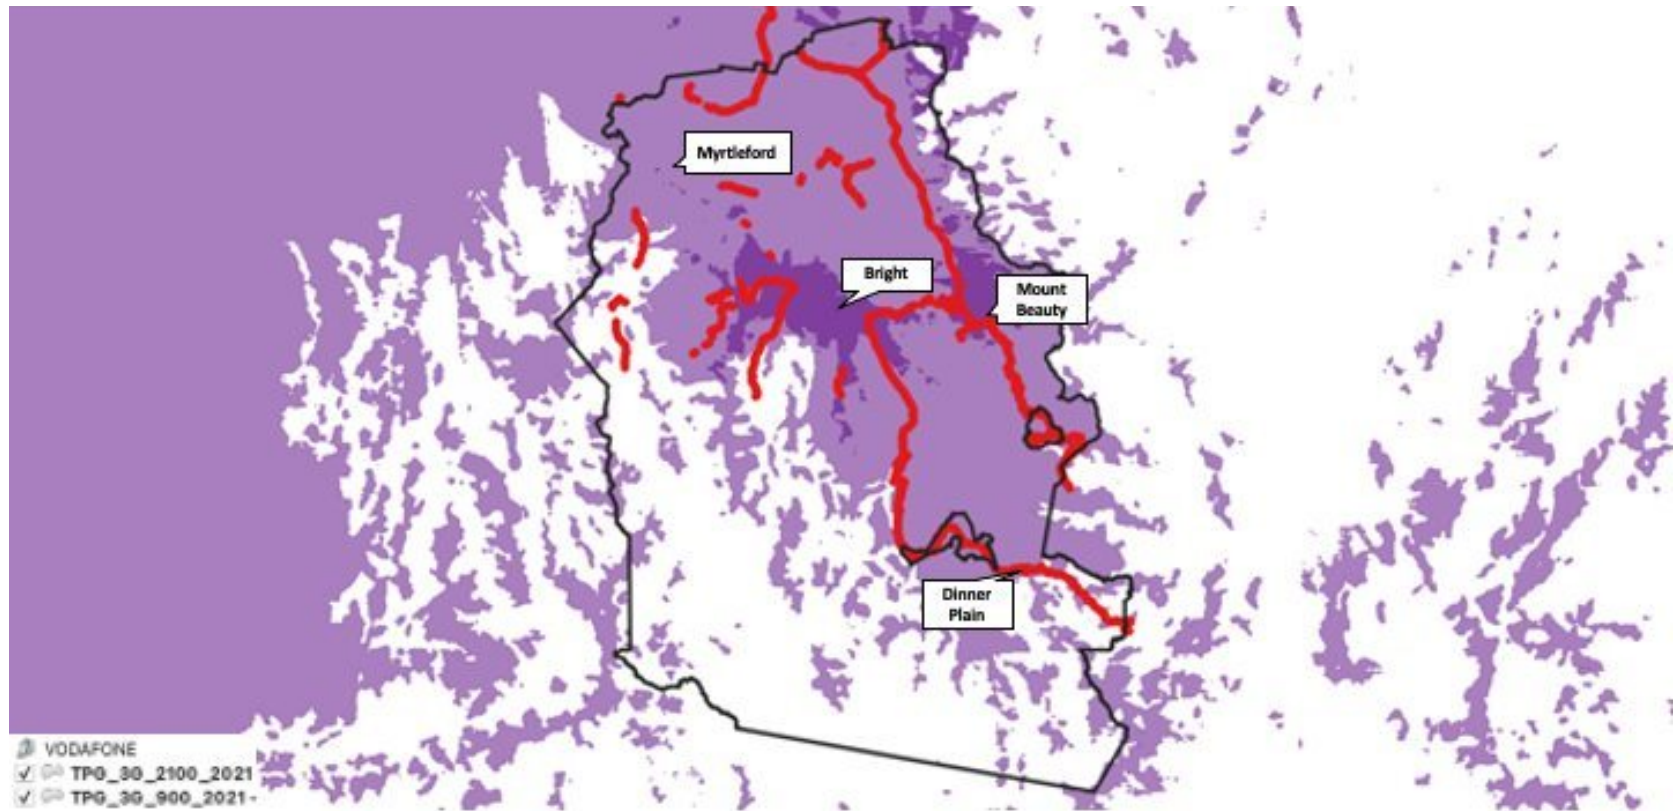 Myrtleford
Bright
Mount
Beauty
Dinner
Plain
VODAFONE
TPG_3G_2100_2021
TPG_3G_900_2021-